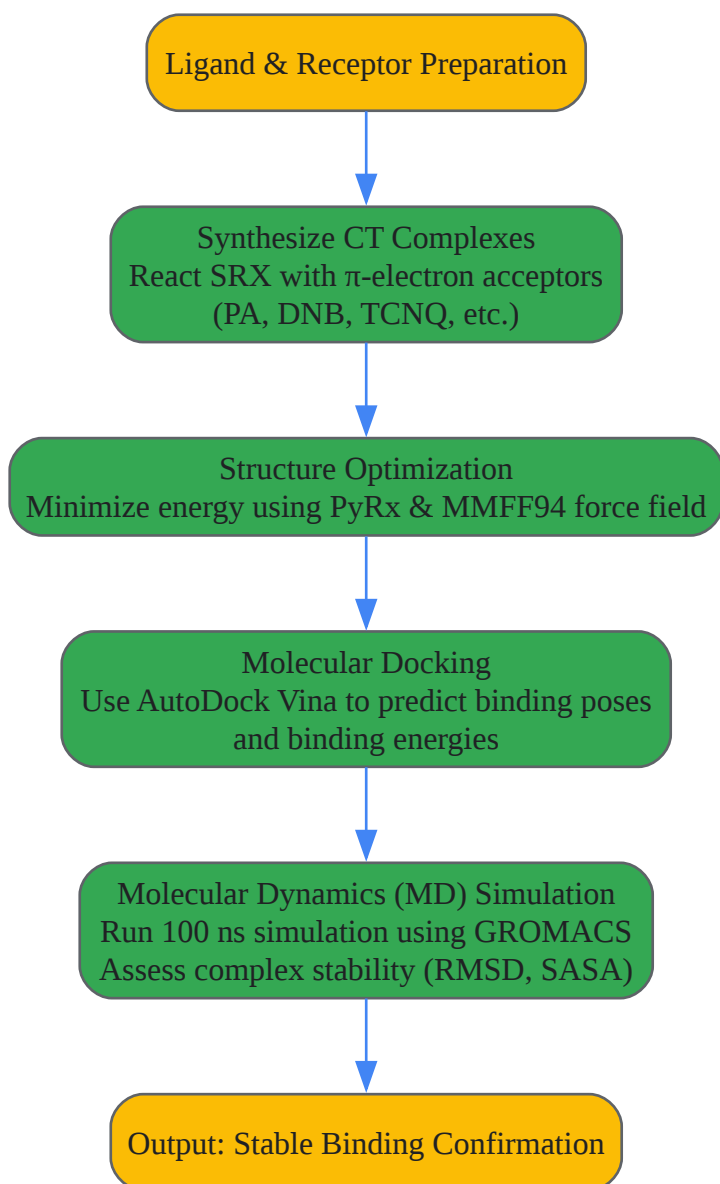 Ligand & Receptor Preparation
Synthesize CT Complexes
React SRX with π-electron acceptors
(PA, DNB, TCNQ, etc.)
Structure Optimization
Minimize energy using PyRx & MMFF94 force field
Molecular Docking
Use AutoDock Vina to predict binding poses
and binding energies
Molecular Dynamics (MD) Simulation
Run 100 ns simulation using GROMACS
Assess complex stability (RMSD, SASA)
Output: Stable Binding Confirmation